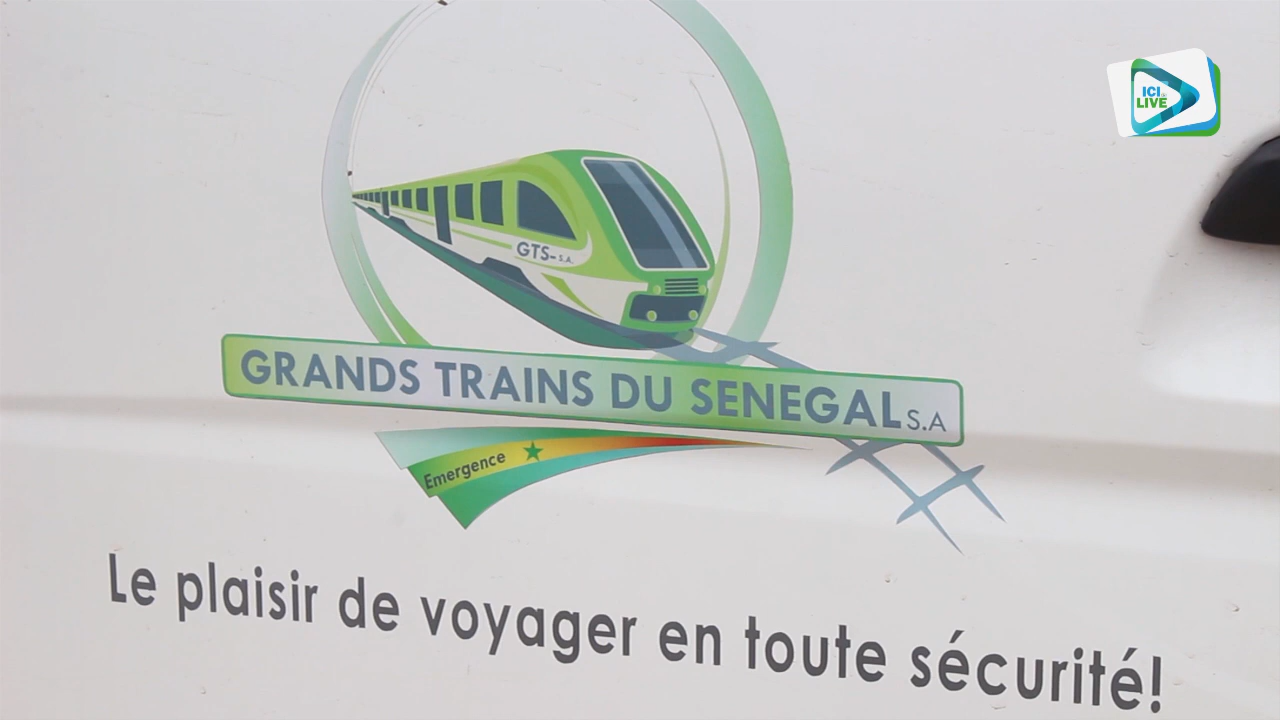 ICI
LIVE
GTS-S.A.
GRANDS TRAINS DU SENEGAL S.A
Emergence
Le plaisir de voyager en toute sécurité!